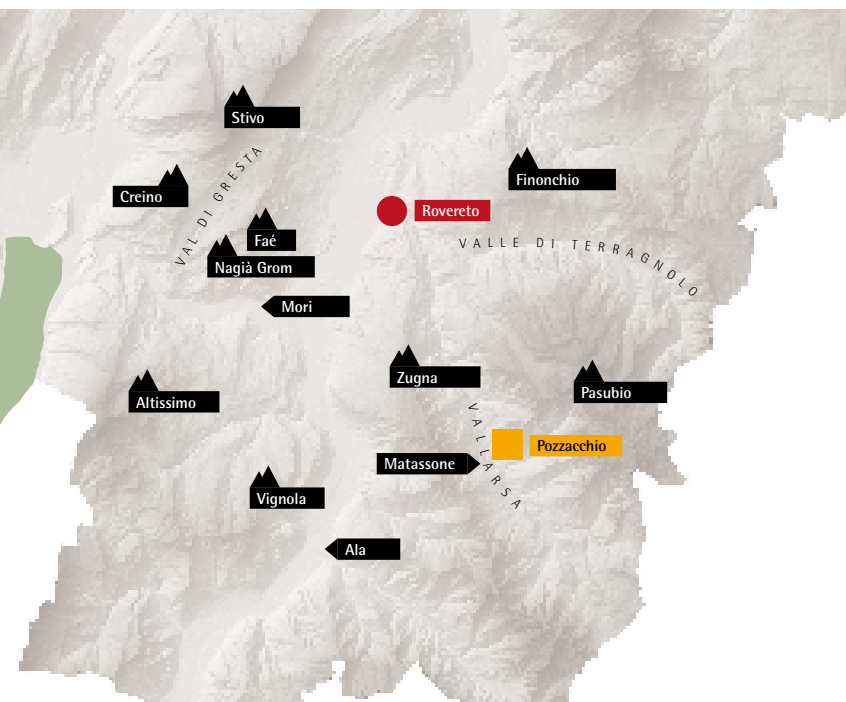 Stivo
Finonchio
Creino
VAL DI GRESTA
Rovereto
Faé
VALLE DI TERRAGNOLO
Nagià Grom
Mori
Zugna
Pasubio
Altissimo
VALLARSA
Pozzacchio
Matassone
Vignola
Ala